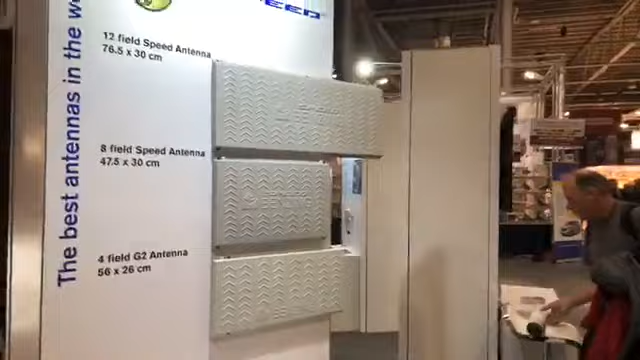 12 field Speed Antenna
76.5 x 30 cm
8 field Speed Antenna
47.5 x 30 cm
4 field G2 Antenna
56 x 26 cm
The best antennas in the